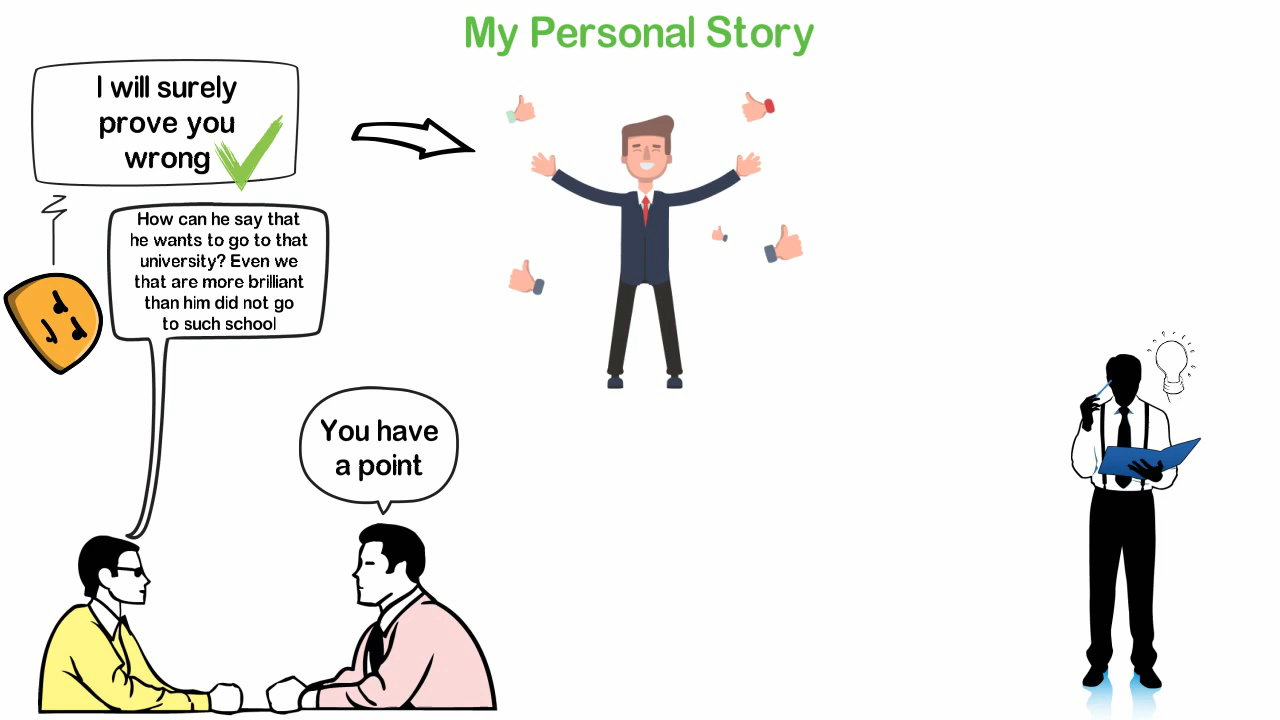 My Personal Story
I will surely
prove you
wrong
How can he say that
he wants to go to that
university? Even we
that are more brilliant
than him did not go
to such school
You have
a point